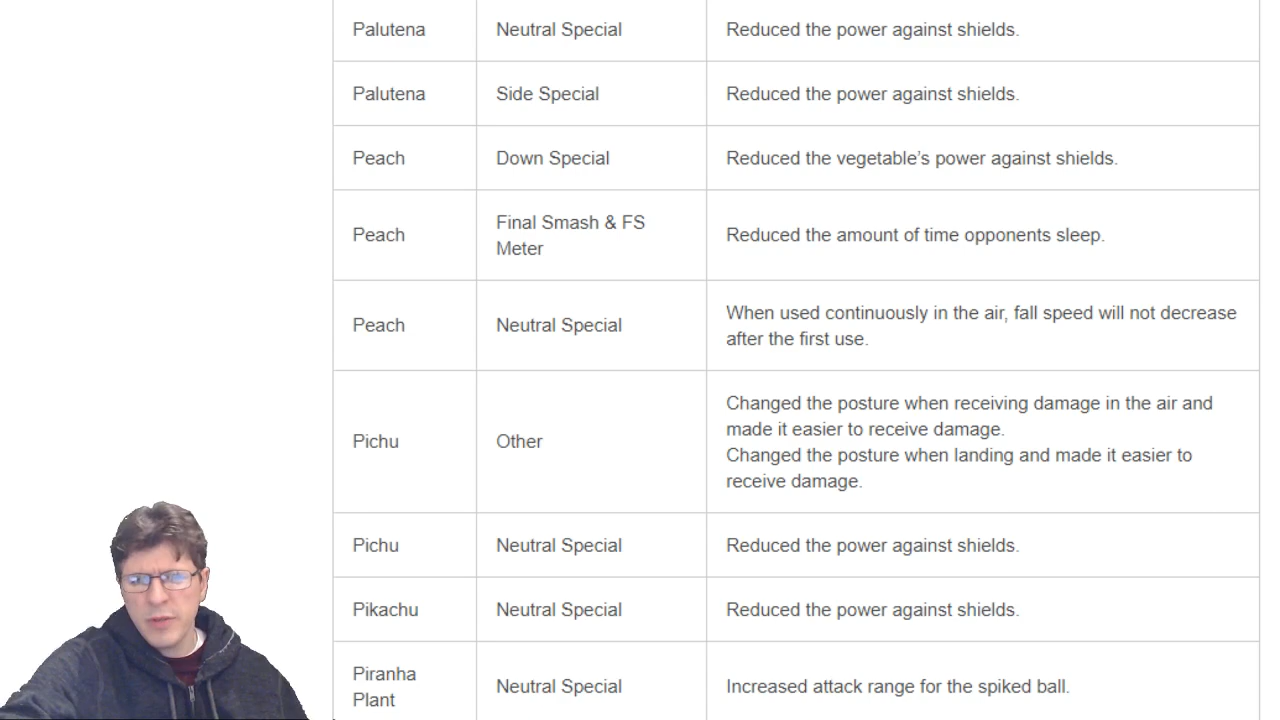 Palutena Neutral Special Reduced the power against shields.
Palutena Side Special Reduced the power against shields.
Peach Down Special Reduced the vegetable’s power against shields.
Peach Final Smash & FS Meter Reduced the amount of time opponents sleep.
Peach Neutral Special When used continuously in the air, fall speed will not decrease
after the first use.
Pichu Other Changed the posture when receiving damage in the air and
made it easier to receive damage.
Changed the posture when landing and made it easier to
receive damage.
Pichu Neutral Special Reduced the power against shields.
Pikachu Neutral Special Reduced the power against shields.
Piranha Plant Neutral Special Increased attack range for the spiked ball.